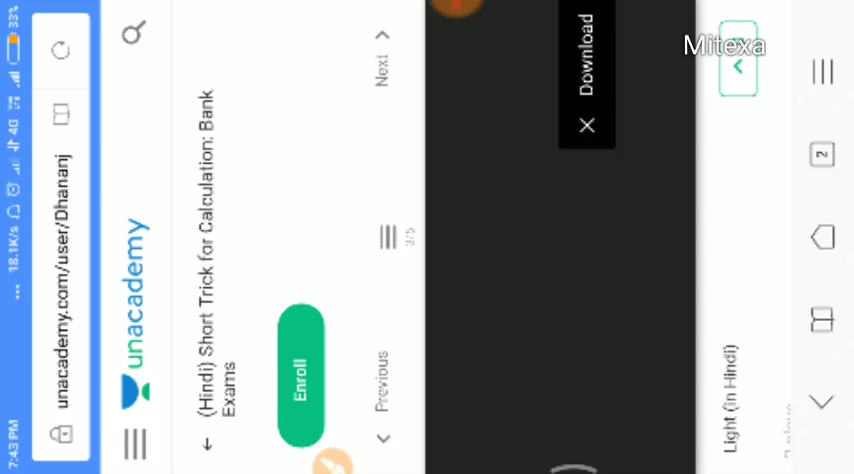 7:43 PM ... 18.1K/s 4G 33%
unacademy.com/user/Dhananj
unacademy
(Hindi) Short Trick for Calculation: Bank
Exams
Enroll
Previous
3/5
Next
Download
Light (in Hindi)
Mitexa
2